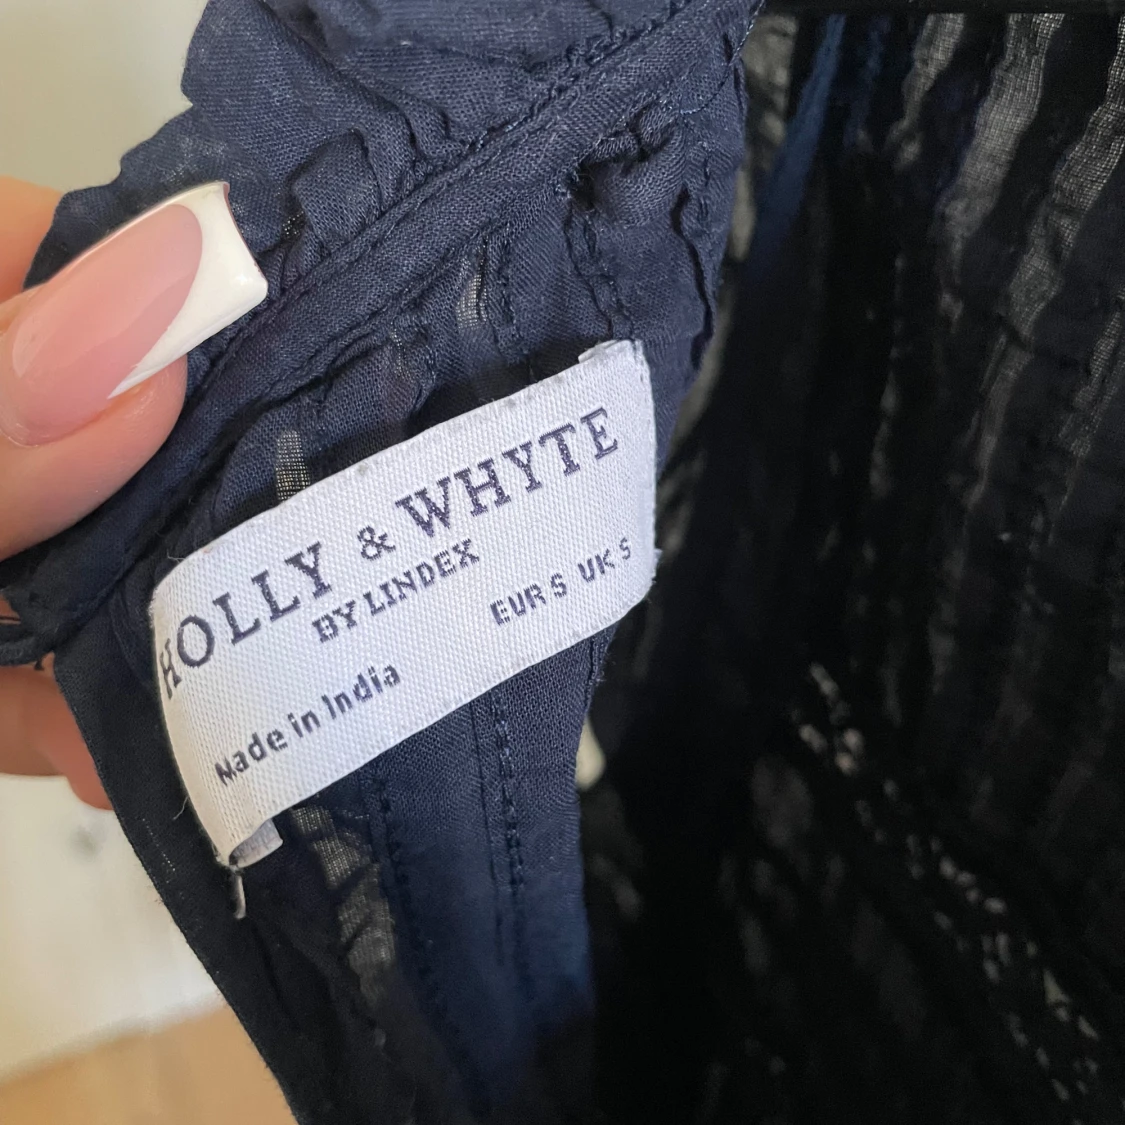 HOLLY & WHYTE
BY LINDEX
EUR S UK S
Made in India